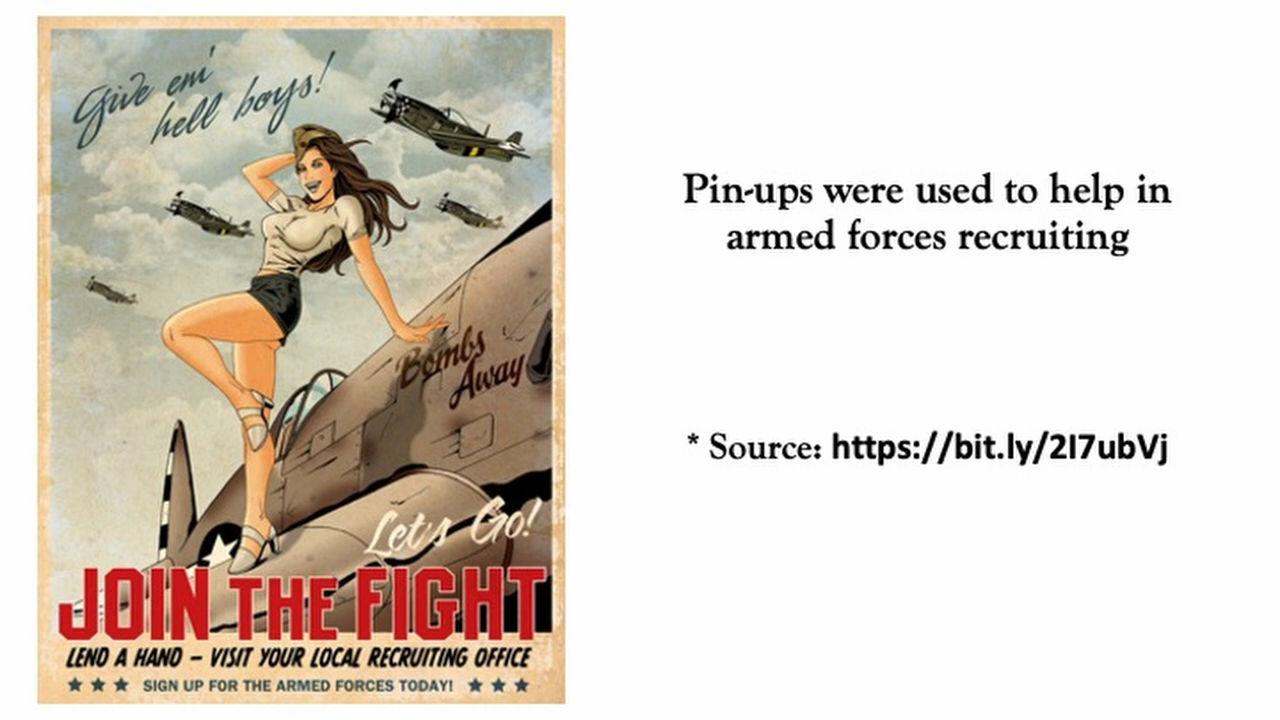 Give em'
hell boys!
Bombs
Away
Let's Go!
JOIN THE FIGHT
LEND A HAND – VISIT YOUR LOCAL RECRUITING OFFICE
★ ★ ★ SIGN UP FOR THE ARMED FORCES TODAY! ★ ★ ★
Pin-ups were used to help in
armed forces recruiting
* Source: https://bit.ly/2I7ubVj